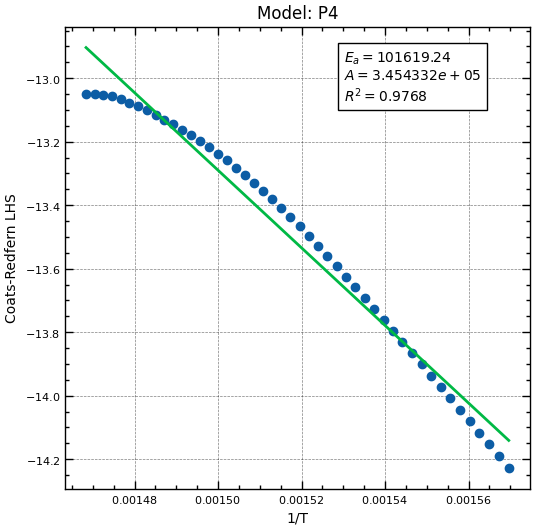 Model: P4
E_a = 101619.24
A = 3.454332e + 05
R^2 = 0.9768
Coats-Redfern LHS
−13.0
−13.2
−13.4
−13.6
−13.8
−14.0
−14.2
0.00148 0.00150 0.00152 0.00154 0.00156
1/T